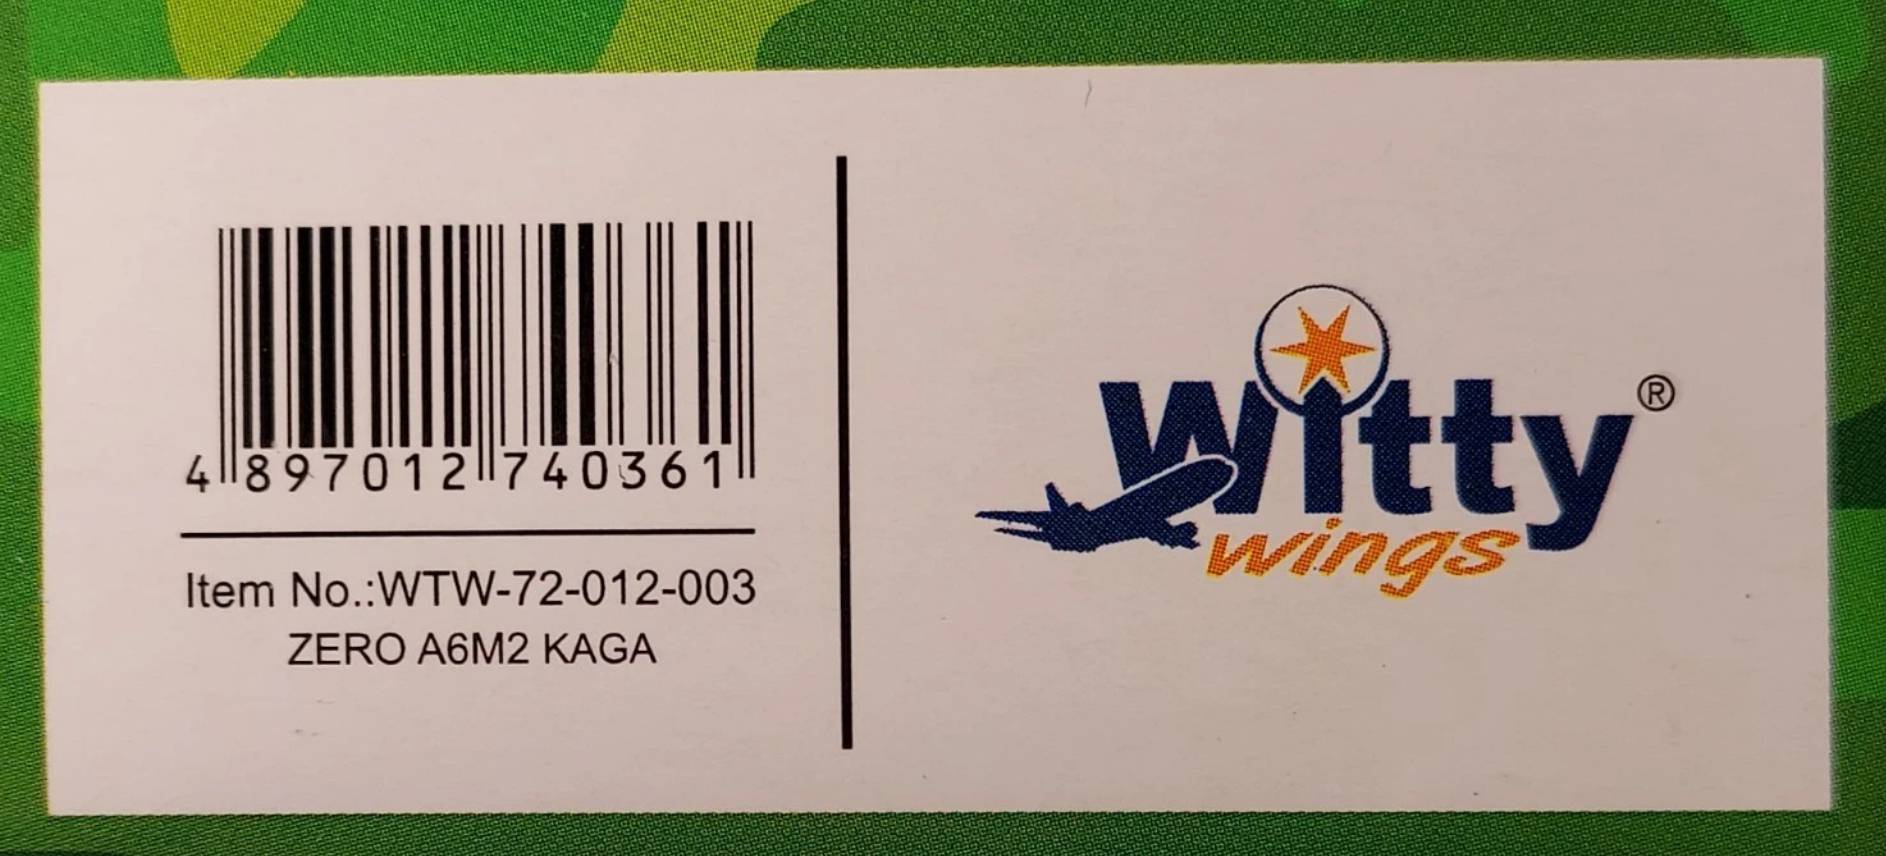 4 897012 740361
Item No.:WTW-72-012-003
ZERO A6M2 KAGA
Witty®
wings